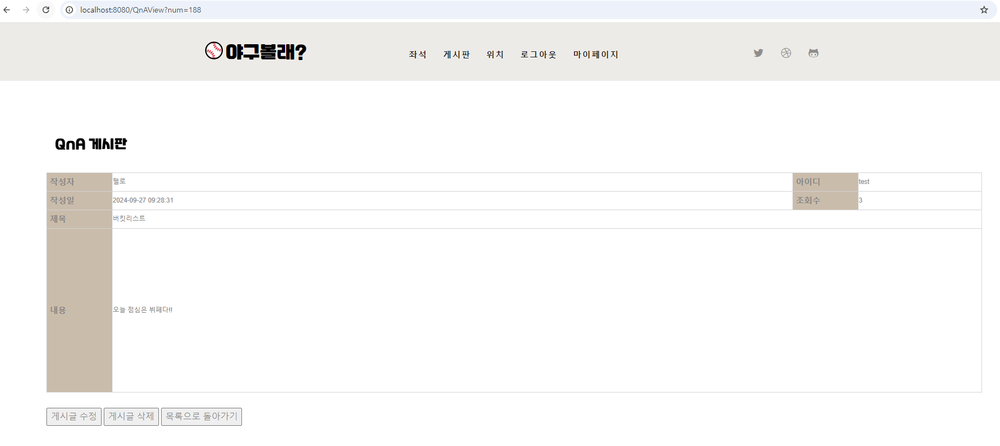 localhost:8080/QnAView?num=188
야구볼래? 좌석 게시판 위치 로그아웃 마이페이지
QnA 게시판
작성자 헬로 아이디 test
작성일 2024-09-27 09:28:31 조회수 3
제목 버킷리스트
내용 오늘 점심은 뷔페다!!
게시글 수정 게시글 삭제 목록으로 돌아가기